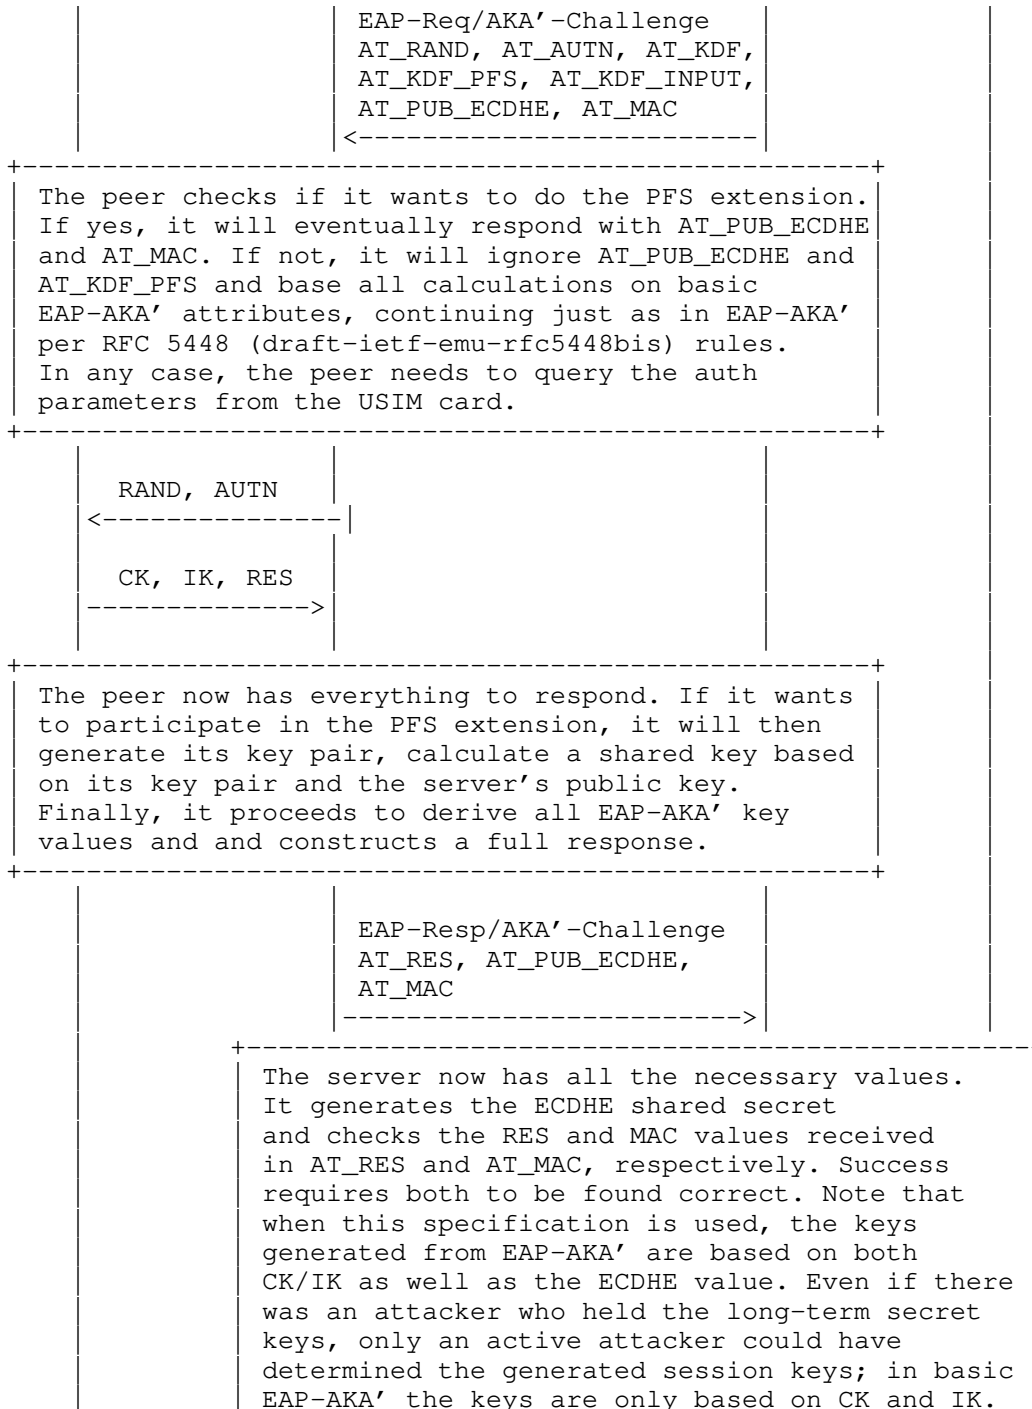 EAP-Req/AKA'-Challenge
AT_RAND, AT_AUTN, AT_KDF,
AT_KDF_PFS, AT_KDF_INPUT,
AT_PUB_ECDHE, AT_MAC
The peer checks if it wants to do the PFS extension.
If yes, it will eventually respond with AT_PUB_ECDHE
and AT_MAC. If not, it will ignore AT_PUB_ECDHE and
AT_KDF_PFS and base all calculations on basic
EAP-AKA' attributes, continuing just as in EAP-AKA'
per RFC 5448 (draft-ietf-emu-rfc5448bis) rules.
In any case, the peer needs to query the auth
parameters from the USIM card.
RAND, AUTN
CK, IK, RES
The peer now has everything to respond. If it wants
to participate in the PFS extension, it will then
generate its key pair, calculate a shared key based
on its key pair and the server's public key.
Finally, it proceeds to derive all EAP-AKA' key
values and and constructs a full response.
EAP-Resp/AKA'-Challenge
AT_RES, AT_PUB_ECDHE,
AT_MAC
The server now has all the necessary values.
It generates the ECDHE shared secret
and checks the RES and MAC values received
in AT_RES and AT_MAC, respectively. Success
requires both to be found correct. Note that
when this specification is used, the keys
generated from EAP-AKA' are based on both
CK/IK as well as the ECDHE value. Even if there
was an attacker who held the long-term secret
keys, only an active attacker could have
determined the generated session keys; in basic
EAP-AKA' the keys are only based on CK and IK.